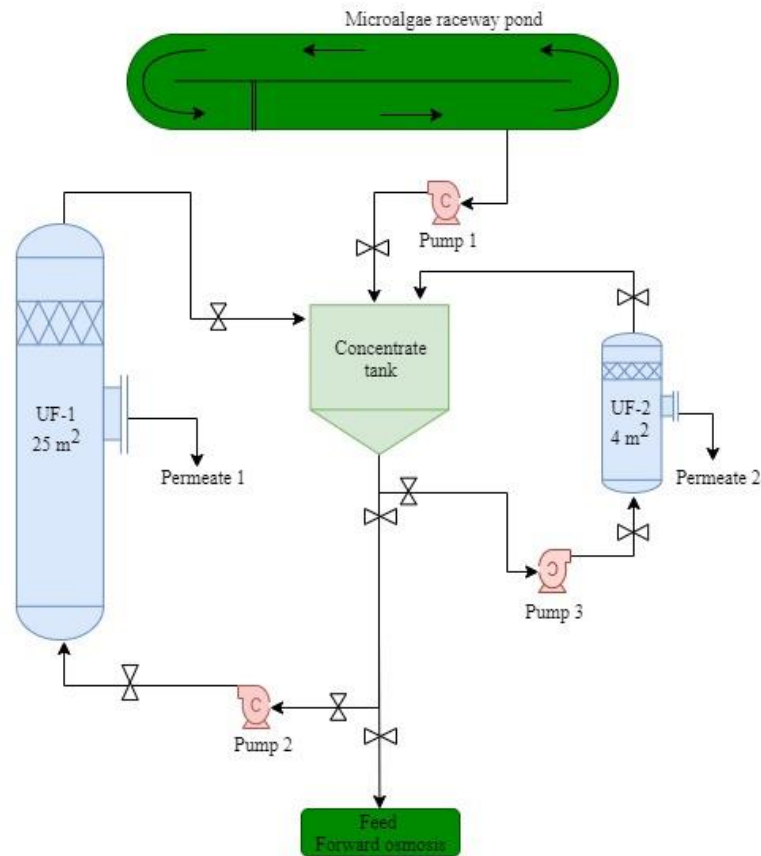 Microalgae raceway pond
C
Pump 1
Concentrate
tank
UF-1
25 m²
Permeate 1
UF-2
4 m²
Permeate 2
C
Pump 3
C
Pump 2
Feed
Forward osmosis